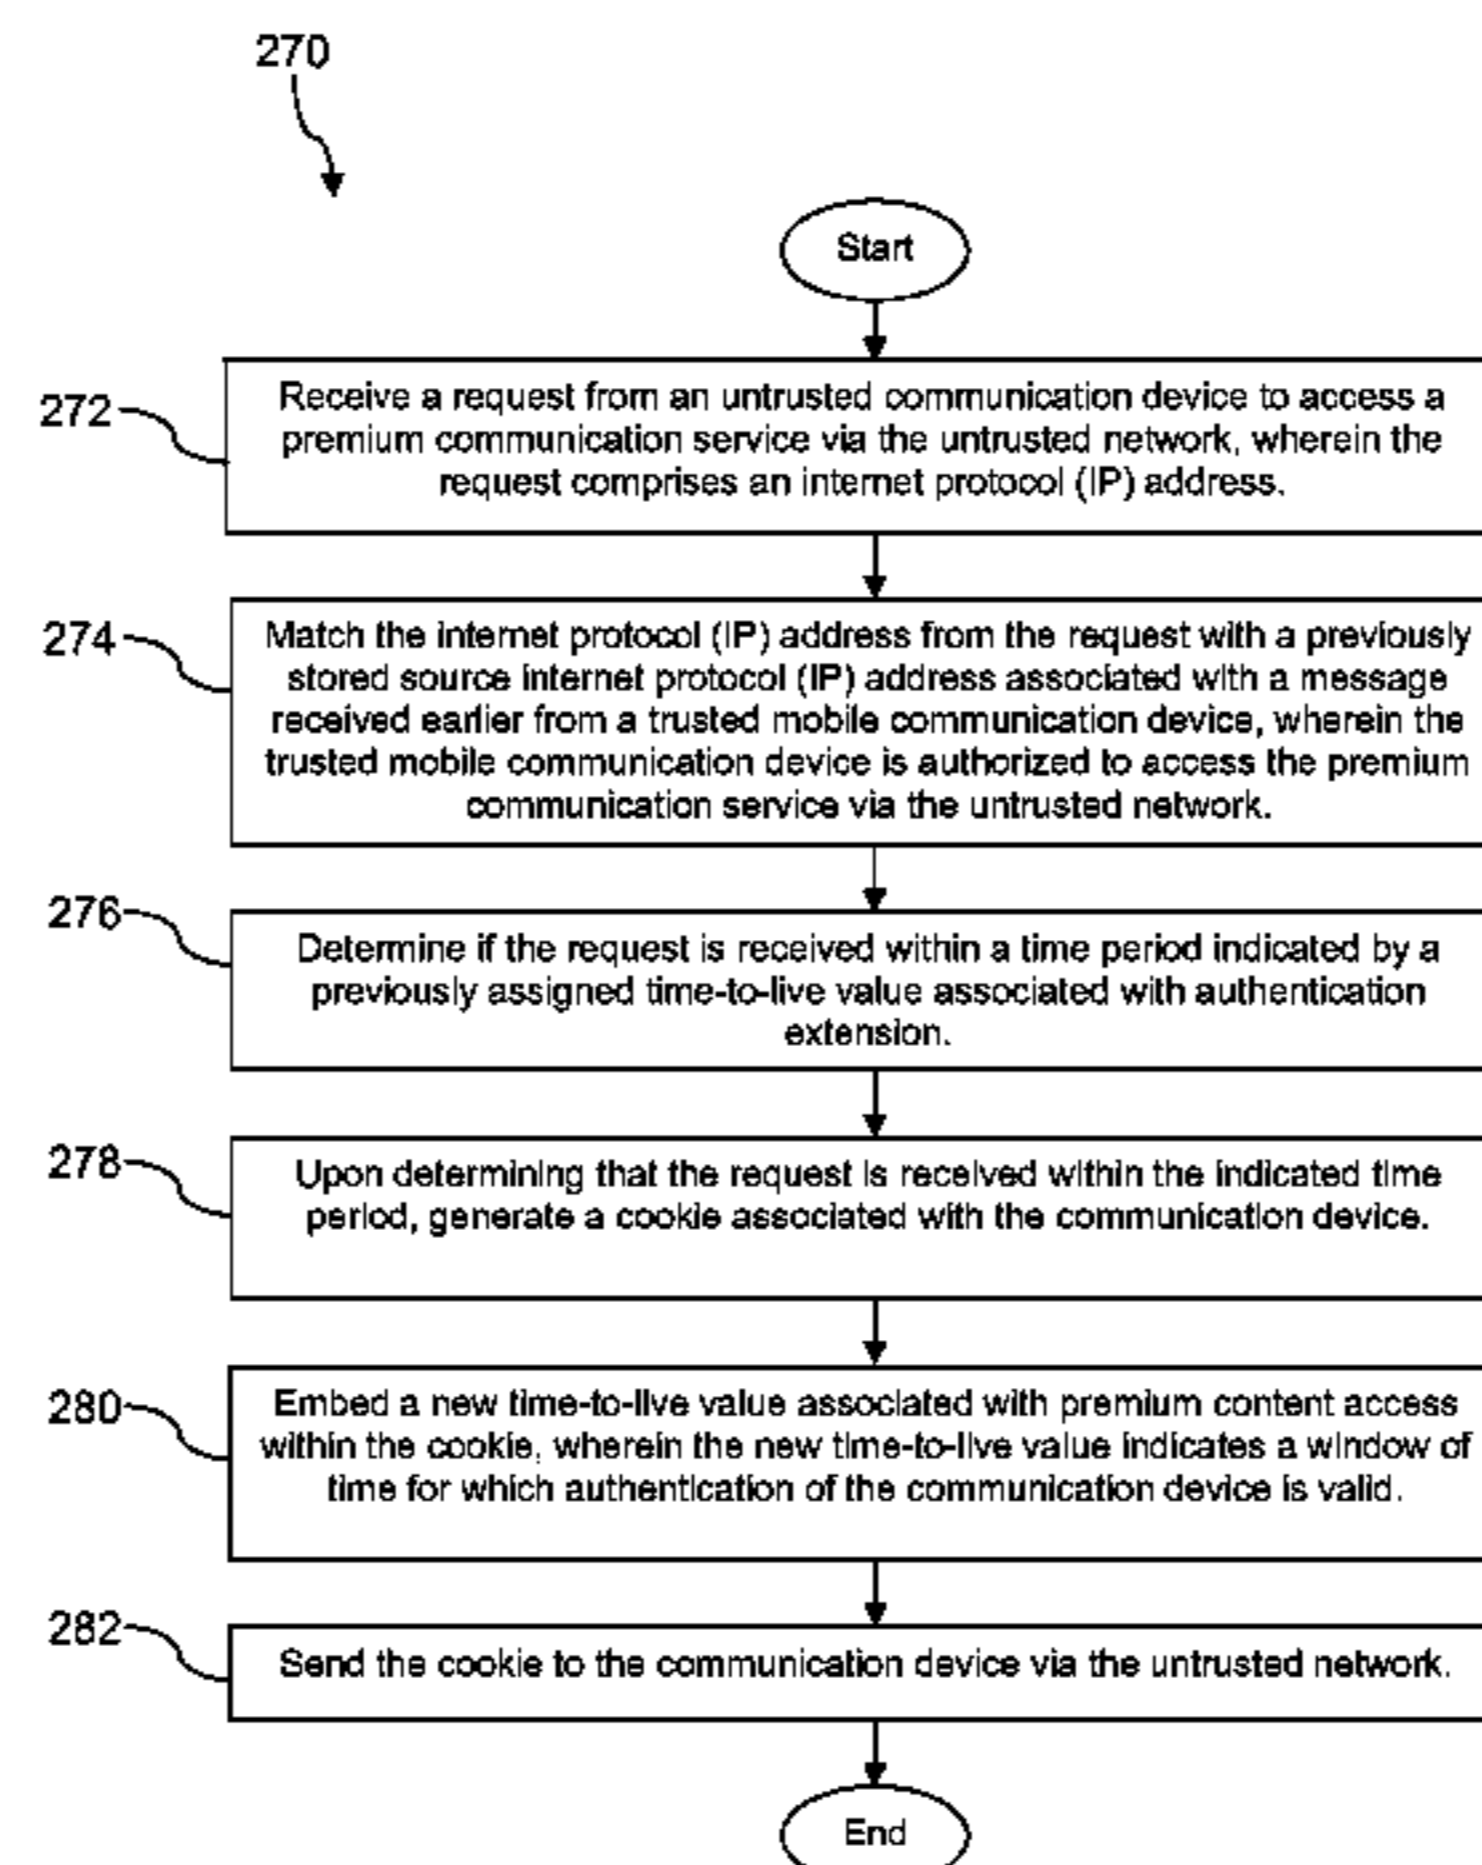 270
Start
272
Receive a request from an untrusted communication device to access a
premium communication service via the untrusted network, wherein the
request comprises an internet protocol (IP) address.
274
Match the internet protocol (IP) address from the request with a previously
stored source internet protocol (IP) address associated with a message
received earlier from a trusted mobile communication device, wherein the
trusted mobile communication device is authorized to access the premium
communication service via the untrusted network.
276
Determine if the request is received within a time period indicated by a
previously assigned time-to-live value associated with authentication
extension.
278
Upon determining that the request is received within the indicated time
period, generate a cookie associated with the communication device.
280
Embed a new time-to-live value associated with premium content access
within the cookie, wherein the new time-to-live value indicates a window of
time for which authentication of the communication device is valid.
282
Send the cookie to the communication device via the untrusted network.
End